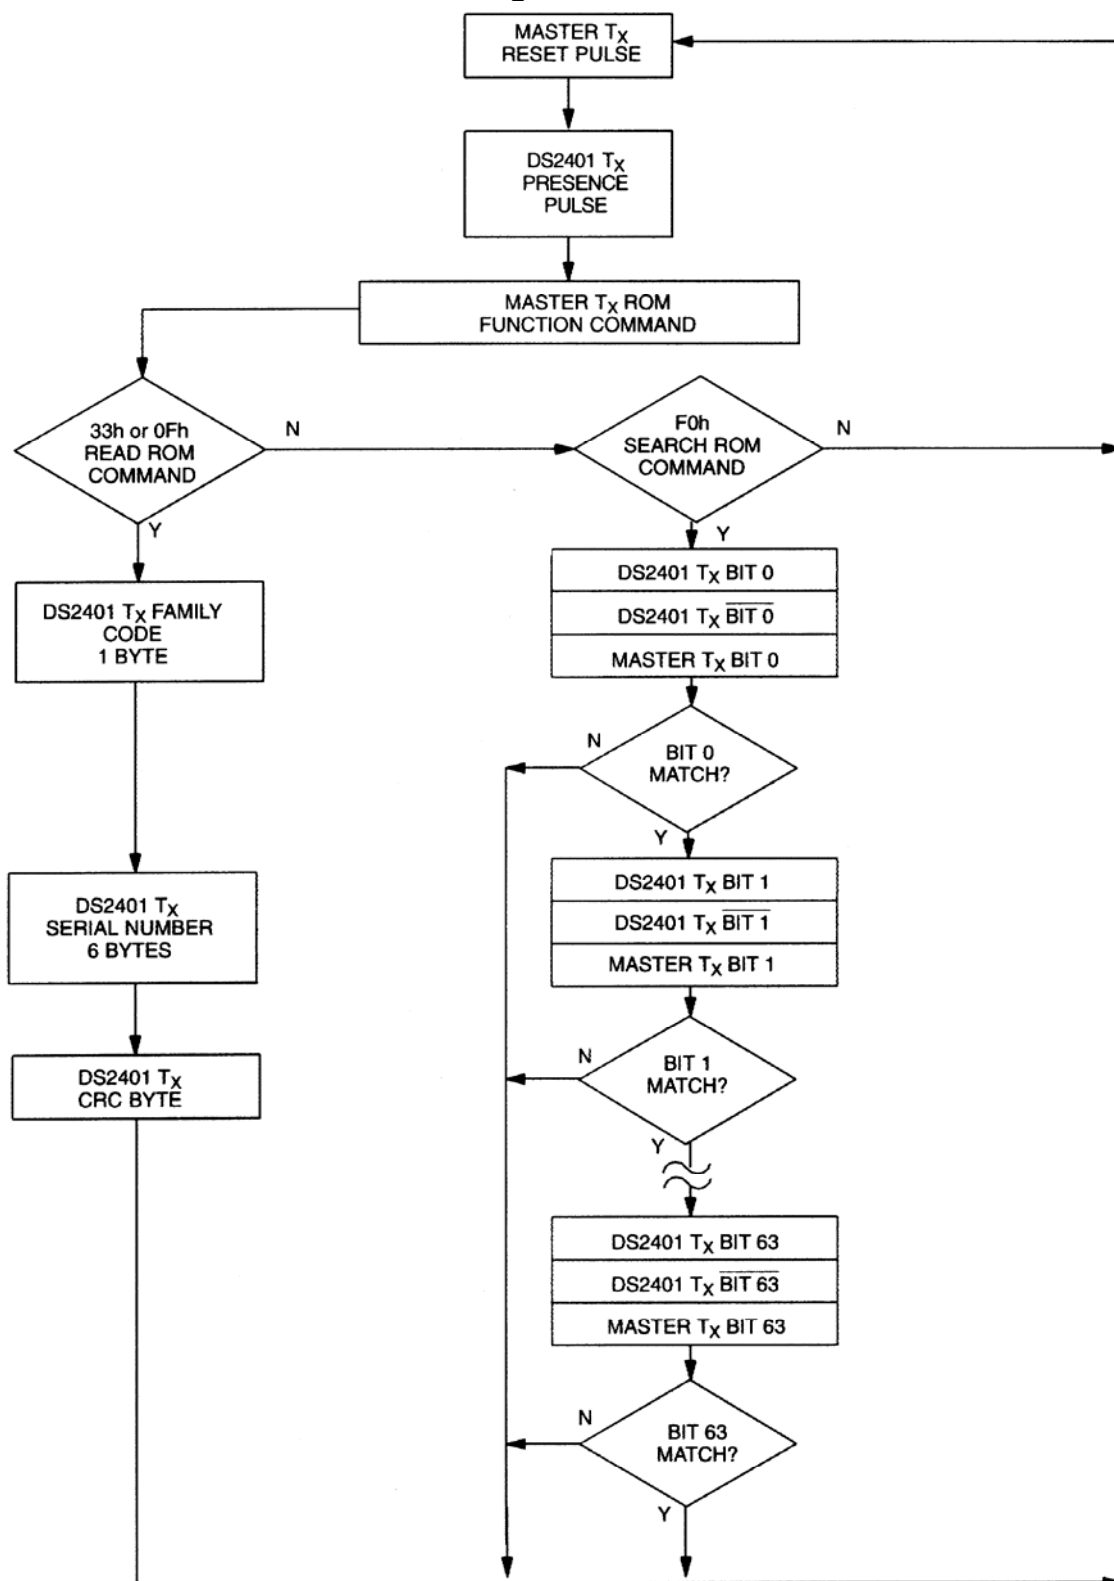 MASTER TX
RESET PULSE
DS2401 TX
PRESENCE
PULSE
MASTER TX ROM
FUNCTION COMMAND
33h or 0Fh
READ ROM
COMMAND
N
Y
F0h
SEARCH ROM
COMMAND
N
Y
DS2401 TX FAMILY
CODE
1 BYTE
DS2401 TX
SERIAL NUMBER
6 BYTES
DS2401 TX
CRC BYTE
DS2401 TX BIT 0
DS2401 TX B̅I̅T̅ ̅0̅
MASTER TX BIT 0
BIT 0
MATCH?
N
Y
DS2401 TX BIT 1
DS2401 TX B̅I̅T̅ ̅1̅
MASTER TX BIT 1
BIT 1
MATCH?
N
Y
DS2401 TX BIT 63
DS2401 TX B̅I̅T̅ ̅6̅3̅
MASTER TX BIT 63
BIT 63
MATCH?
N
Y